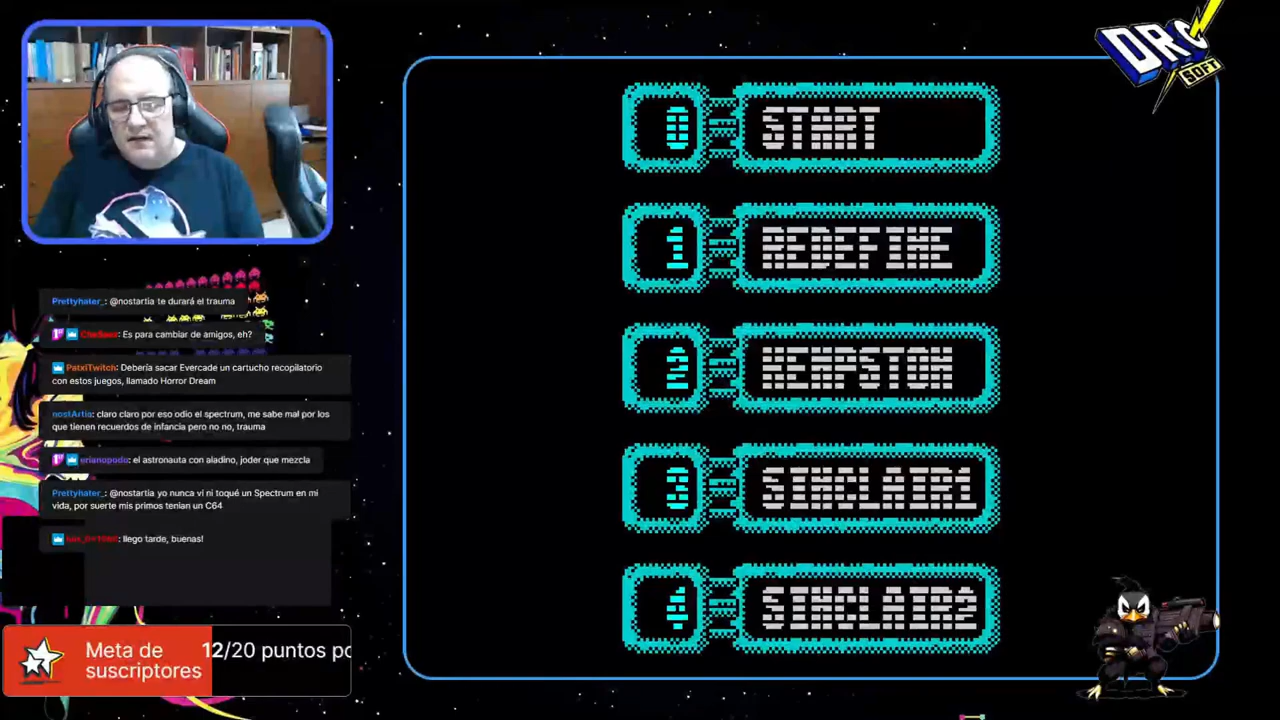 DRC
SOFT
0 START
1 REDEFINE
2 KEMPSTON
3 SINCLAIR1
4 SINCLAIR2
Prettyhater_: @nostartia te durará el trauma
Es para cambiar de amigos, eh?
PatxiTwitch: Debería sacar Evercade un cartucho recopilatorio
con estos juegos, llamado Horror Dream
nostArtia: claro claro por eso odio el spectrum, me sabe mal por los
que tienen recuerdos de infancia pero no no, trauma
erianopodo: el astronauta con aladino, joder que mezcla
Prettyhater_: @nostartia yo nunca vi ni toqué un Spectrum en mi
vida, por suerte mis primos tenian un C64
llego tarde, buenas!
Meta de
suscriptores
12/20 puntos po